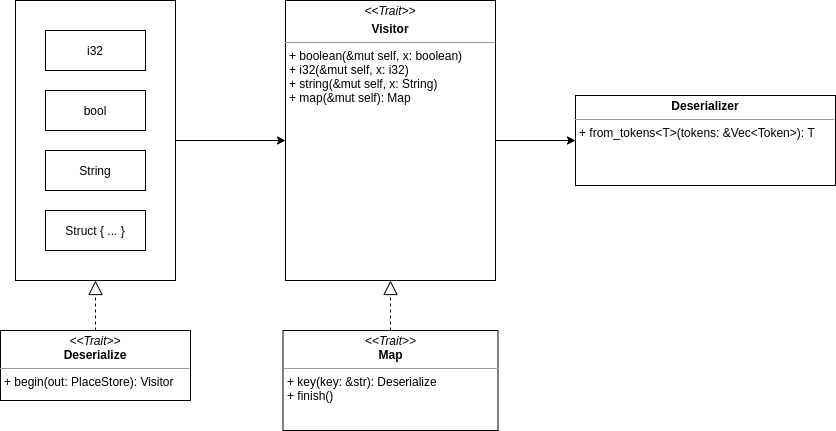 i32
bool
String
Struct { ... }
<<Trait>>
Deserialize
+ begin(out: PlaceStore): Visitor
<<Trait>>
Visitor
+ boolean(&mut self, x: boolean)
+ i32(&mut self, x: i32)
+ string(&mut self, x: String)
+ map(&mut self): Map
<<Trait>>
Map
+ key(key: &str): Deserialize
+ finish()
Deserializer
+ from_tokens<T>(tokens: &Vec<Token>): T